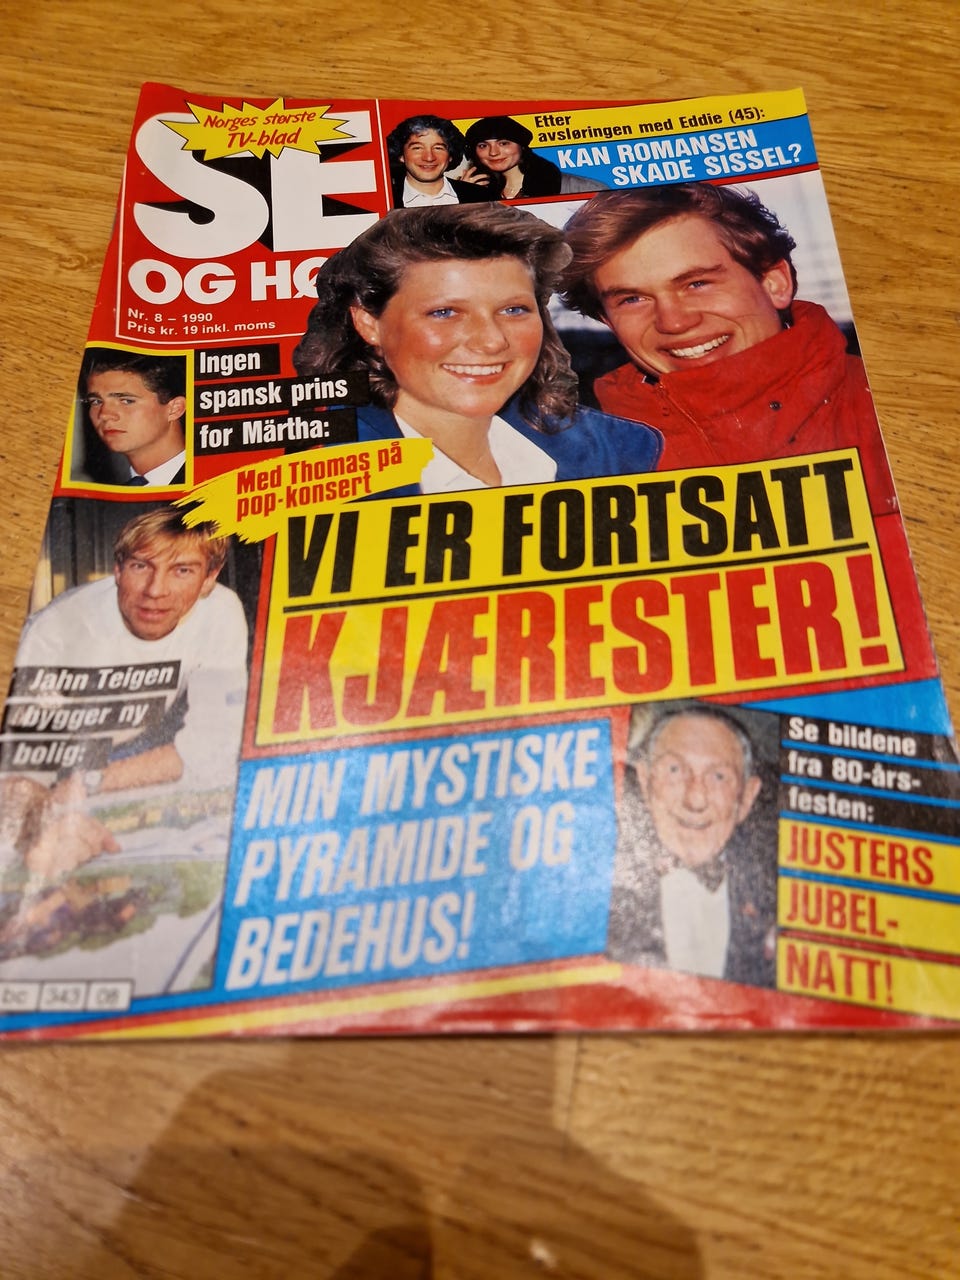 Norges største
TV-blad
SE
OG HØ
Nr. 8 – 1990
Pris kr. 19 inkl. moms
Etter
avsløringen med Eddie (45):
KAN ROMANSEN
SKADE SISSEL?
Ingen
spansk prins
for Märtha:
Med Thomas på
pop-konsert
VI ER FORTSATT
KJÆRESTER!
Jahn Teigen
bygger ny
bolig:
MIN MYSTISKE
PYRAMIDE OG
BEDEHUS!
Se bildene
fra 80-års-
festen:
JUSTERS
JUBEL-
NATT!
bc 343 08